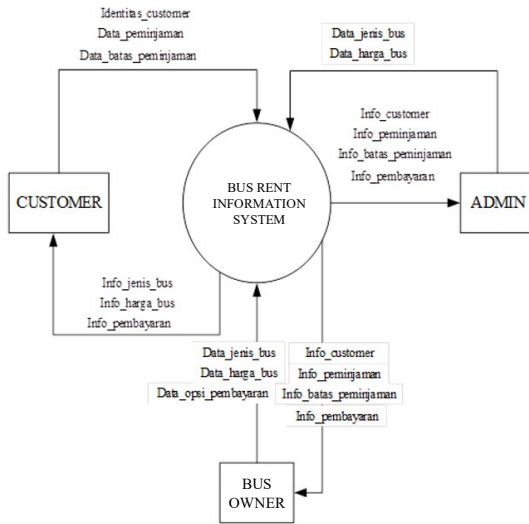 Identitas_customer
Data_peminjaman
Data_batas_peminjaman
Data_jenis_bus
Data_harga_bus
Info_customer
Info_peminjaman
Info_batas_peminjaman
Info_pembayaran
CUSTOMER
BUS RENT
INFORMATION
SYSTEM
ADMIN
Info_jenis_bus
Info_harga_bus
Info_pembayaran
Data_jenis_bus
Data_harga_bus
Data_opsi_pembayaran
Info_customer
Info_peminjaman
Info_batas_peminjaman
Info_pembayaran
BUS
OWNER